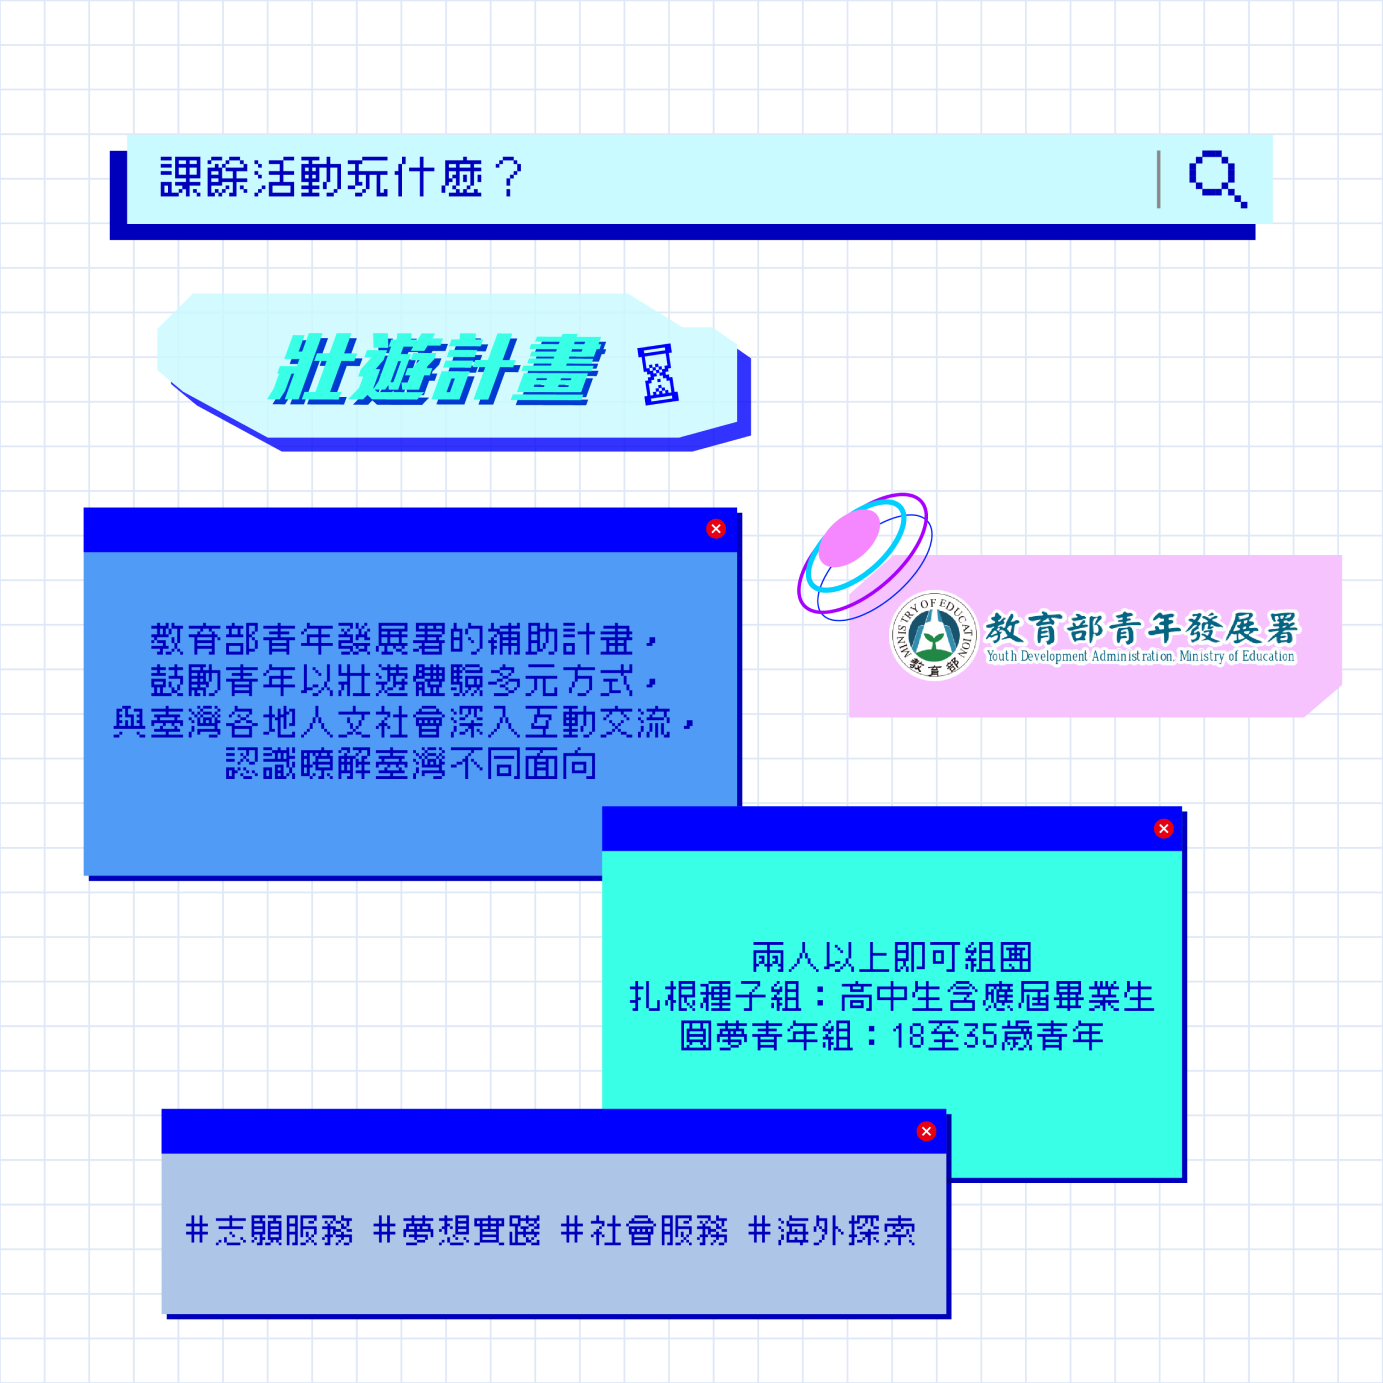 課餘活動玩什麼？
壯遊計畫
教育部青年發展署的補助計畫，
鼓勵青年以壯遊體驗多元方式，
與臺灣各地人文社會深入互動交流，
認識瞭解臺灣不同面向
MINISTRY OF EDUCATION
教育部
教育部青年發展署
Youth Development Administration, Ministry of Education
兩人以上即可組團
扎根種子組：高中生含應屆畢業生
圓夢青年組：18至35歲青年
#志願服務 #夢想實踐 #社會服務 #海外探索